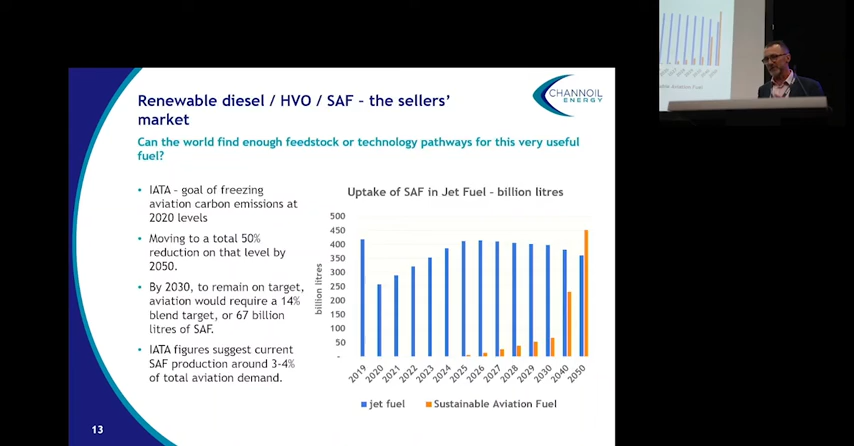 Renewable diesel / HVO / SAF – the sellers'
market
CHANNOIL
ENERGY
Can the world find enough feedstock or technology pathways for this very useful
fuel?
• IATA – goal of freezing
aviation carbon emissions at
2020 levels
• Moving to a total 50%
reduction on that level by
2050.
• By 2030, to remain on target,
aviation would require a 14%
blend target, or 67 billion
litres of SAF.
• IATA figures suggest current
SAF production around 3-4%
of total aviation demand.
Uptake of SAF in Jet Fuel – billion litres
billion litres
500
450
400
350
300
250
200
150
100
50
-
2019 2020 2021 2022 2023 2024 2025 2026 2027 2028 2029 2030 2040 2050
jet fuel Sustainable Aviation Fuel
13
Aviation Fuel